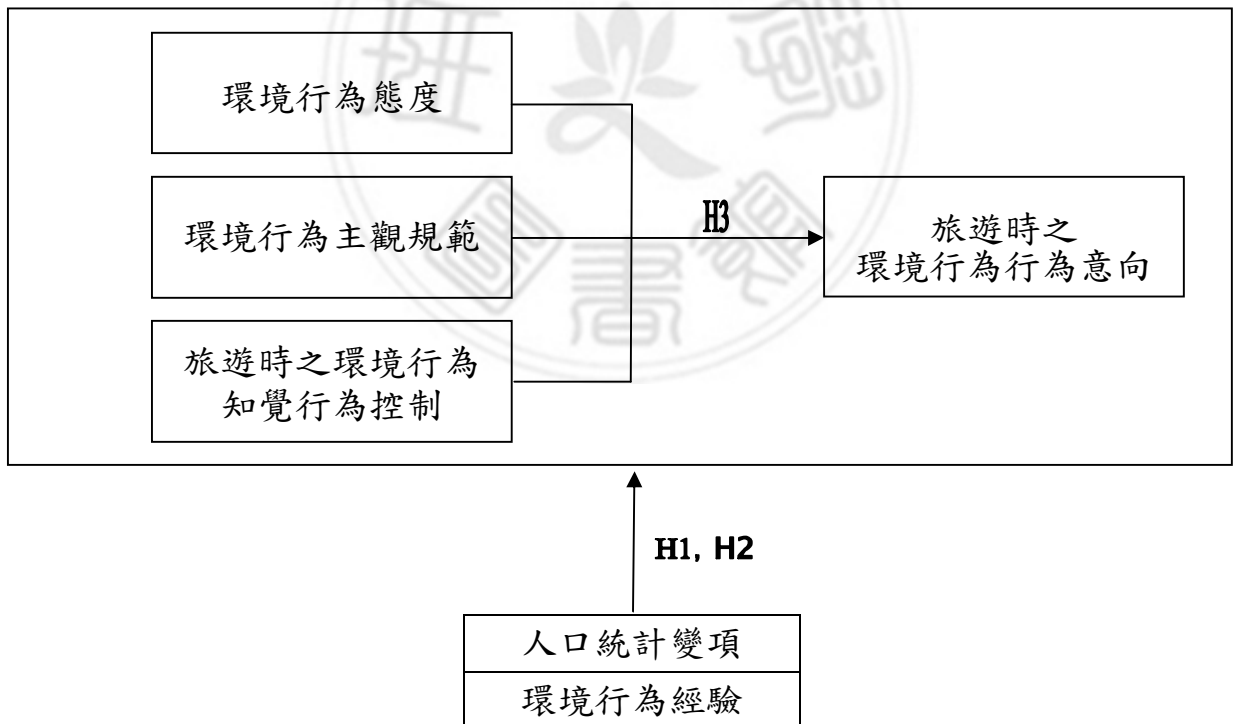 環境行為態度
環境行為主觀規範
旅遊時之環境行為
知覺行為控制
H3
旅遊時之
環境行為行為意向
H1, H2
人口統計變項
環境行為經驗